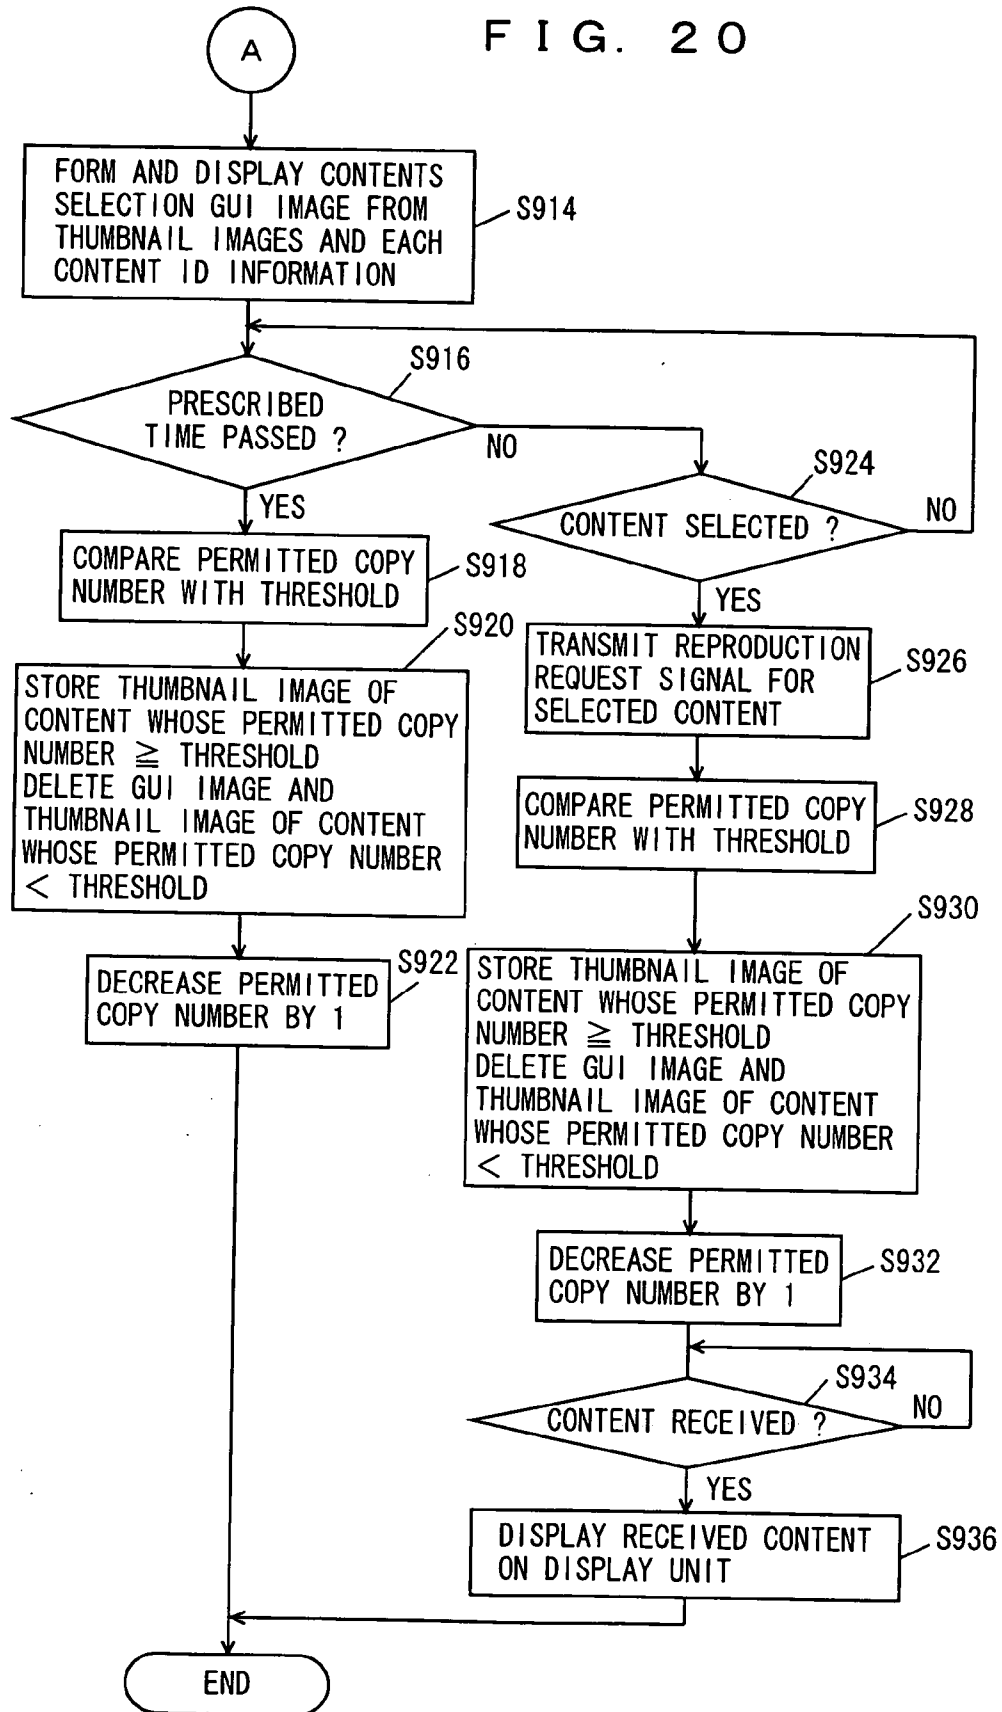 FIG. 20
A
FORM AND DISPLAY CONTENTS
SELECTION GUI IMAGE FROM
THUMBNAIL IMAGES AND EACH
CONTENT ID INFORMATION
S914
PRESCRIBED
TIME PASSED ?
S916
NO
YES
COMPARE PERMITTED COPY
NUMBER WITH THRESHOLD
S918
STORE THUMBNAIL IMAGE OF
CONTENT WHOSE PERMITTED COPY
NUMBER ≧ THRESHOLD
DELETE GUI IMAGE AND
THUMBNAIL IMAGE OF CONTENT
WHOSE PERMITTED COPY NUMBER
< THRESHOLD
S920
DECREASE PERMITTED
COPY NUMBER BY 1
S922
CONTENT SELECTED ?
S924
NO
YES
TRANSMIT REPRODUCTION
REQUEST SIGNAL FOR
SELECTED CONTENT
S926
COMPARE PERMITTED COPY
NUMBER WITH THRESHOLD
S928
STORE THUMBNAIL IMAGE OF
CONTENT WHOSE PERMITTED COPY
NUMBER ≧ THRESHOLD
DELETE GUI IMAGE AND
THUMBNAIL IMAGE OF CONTENT
WHOSE PERMITTED COPY NUMBER
< THRESHOLD
S930
DECREASE PERMITTED
COPY NUMBER BY 1
S932
CONTENT RECEIVED ?
S934
NO
YES
DISPLAY RECEIVED CONTENT
ON DISPLAY UNIT
S936
END